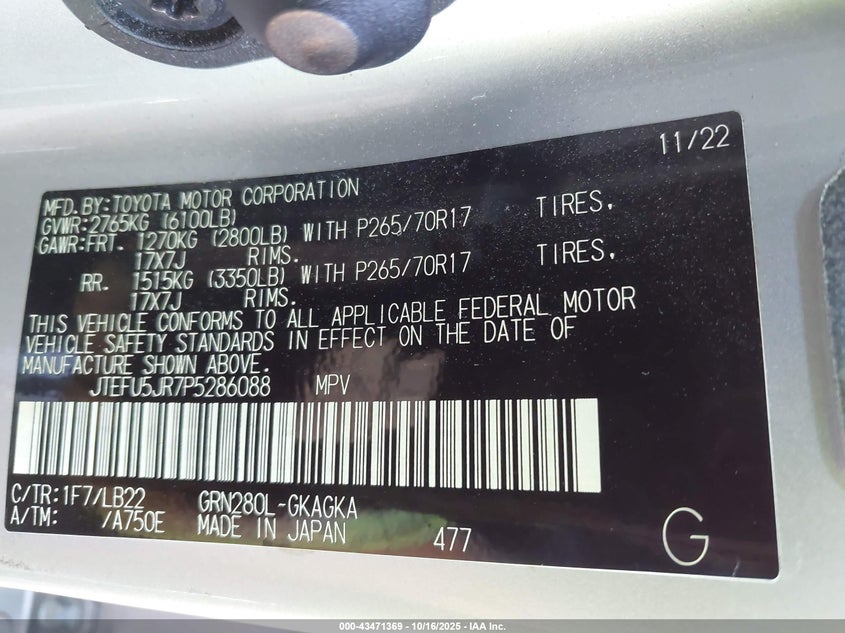 11/22
MFD.BY:TOYOTA MOTOR CORPORATION
GVWR:2765KG (6100LB)
GAWR:FRT. 1270KG (2800LB) WITH P265/70R17 TIRES,
17X7J RIMS.
RR. 1515KG (3350LB) WITH P265/70R17 TIRES,
17X7J RIMS.
THIS VEHICLE CONFORMS TO ALL APPLICABLE FEDERAL MOTOR
VEHICLE SAFETY STANDARDS IN EFFECT ON THE DATE OF
MANUFACTURE SHOWN ABOVE.
JTEFU5JR7P5286088 MPV
C/TR:1F7/LB22 GRN280L-GKAGKA
A/TM: /A750E MADE IN JAPAN 477 G
000-43471369 | 10/16/2025 - IAA Inc.